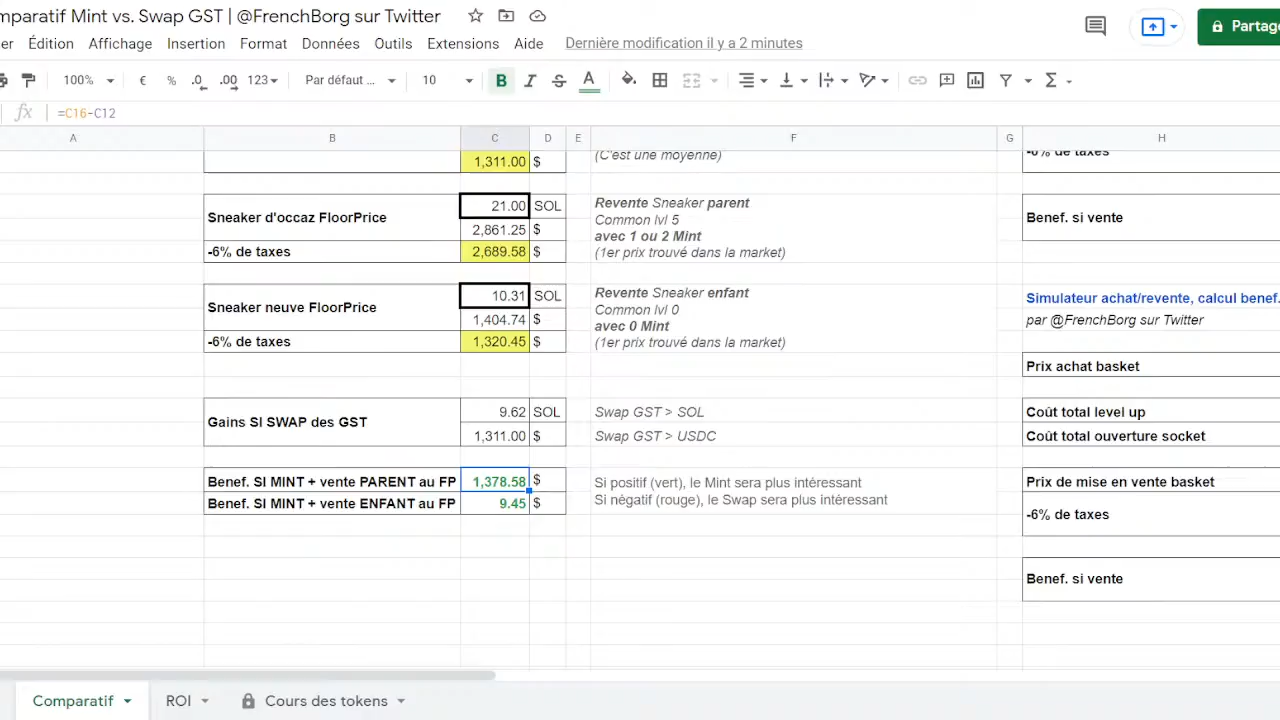 mparatif Mint vs. Swap GST | @FrenchBorg sur Twitter
er Édition Affichage Insertion Format Données Outils Extensions Aide Dernière modification il y a 2 minutes
Partage
100% € % .0 .00 123 Par défaut ... 10 B I S A Σ
fx =C16-C12
A B C D E F G H
1,311.00 $ (C'est une moyenne) -6% de taxes
Sneaker d'occaz FloorPrice 21.00 SOL Revente Sneaker parent
Common lvl 5
2,861.25 $ avec 1 ou 2 Mint
-6% de taxes 2,689.58 $ (1er prix trouvé dans la market)
Benef. si vente
Sneaker neuve FloorPrice 10.31 SOL Revente Sneaker enfant
Common lvl 0
1,404.74 $ avec 0 Mint
-6% de taxes 1,320.45 $ (1er prix trouvé dans la market)
Simulateur achat/revente, calcul benef.
par @FrenchBorg sur Twitter
Prix achat basket
Gains SI SWAP des GST 9.62 SOL Swap GST > SOL Coût total level up
1,311.00 $ Swap GST > USDC Coût total ouverture socket
Benef. SI MINT + vente PARENT au FP 1,378.58 $ Si positif (vert), le Mint sera plus intéressant Prix de mise en vente basket
Benef. SI MINT + vente ENFANT au FP 9.45 $ Si négatif (rouge), le Swap sera plus intéressant
-6% de taxes
Benef. si vente
Comparatif ROI Cours des tokens